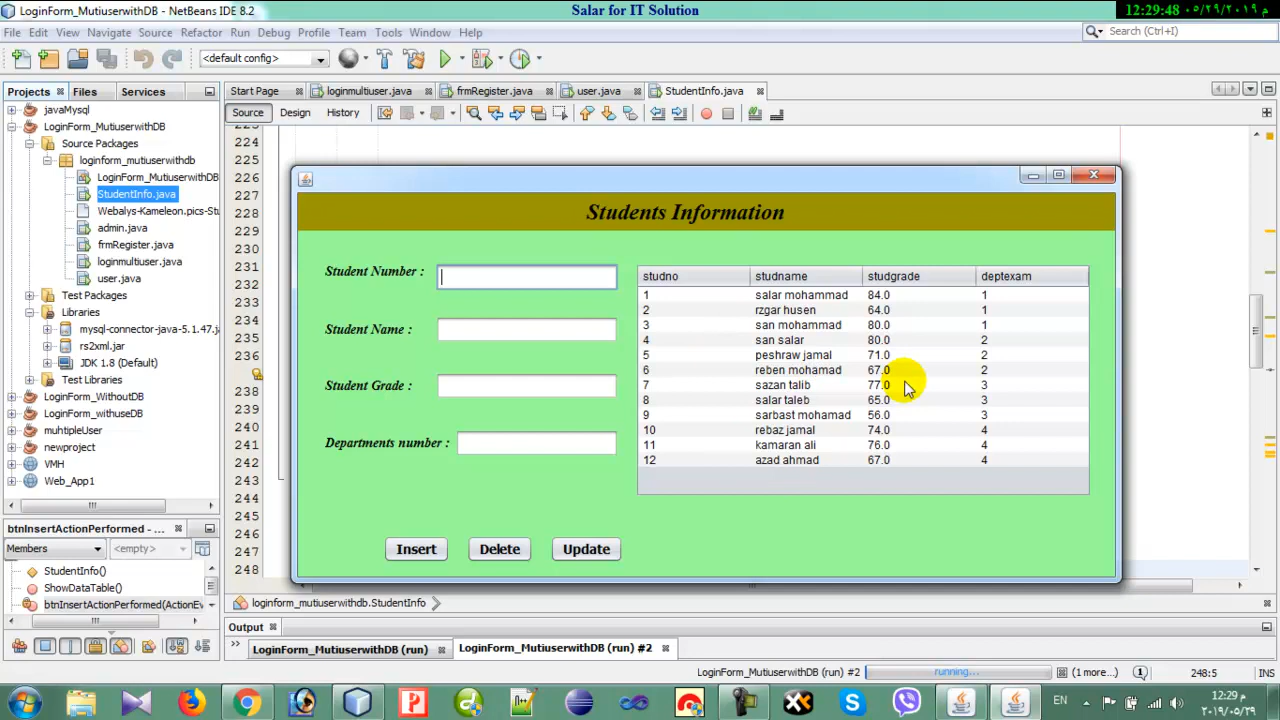 LoginForm_MutiuserwithDB - NetBeans IDE 8.2
Salar for IT Solution
12:29:48 ٠٥/٢٩/٢٠١٩ م
File Edit View Navigate Source Refactor Run Debug Profile Team Tools Window Help
Search (Ctrl+I)
<default config>
Projects Files Services
Start Page loginmultiuser.java frmRegister.java user.java StudentInfo.java
Source Design History
javaMysql
LoginForm_MutiuserwithDB
Source Packages
loginform_mutiuserwithdb
LoginForm_MutiuserwithDB
StudentInfo.java
Webalys-Kameleon.pics-Stu
admin.java
frmRegister.java
loginmultiuser.java
user.java
Test Packages
Libraries
mysql-connector-java-5.1.47.ja
rs2xml.jar
JDK 1.8 (Default)
Test Libraries
LoginForm_WithoutDB
LoginForm_withuseDB
muhtipleUser
newproject
VMH
Web_App1
224
225
226
227
228
229
230
231
232
233
234
235
236
238
239
240
241
242
243
244
245
246
247
248
Students Information
Student Number :
Student Name :
Student Grade :
Departments number :
studno studname studgrade deptexam
1 salar mohammad 84.0 1
2 rzgar husen 64.0 1
3 san mohammad 80.0 1
4 san salar 80.0 2
5 peshraw jamal 71.0 2
6 reben mohamad 67.0 2
7 sazan talib 77.0 3
8 salar taleb 65.0 3
9 sarbast mohamad 56.0 3
10 rebaz jamal 74.0 4
11 kamaran ali 76.0 4
12 azad ahmad 67.0 4
Insert Delete Update
btnInsertActionPerformed - ...
Members <empty>
StudentInfo()
ShowDataTable()
btnInsertActionPerformed(ActionEv
loginform_mutiuserwithdb.StudentInfo
Output
LoginForm_MutiuserwithDB (run) LoginForm_MutiuserwithDB (run) #2
LoginForm_MutiuserwithDB (run) #2 running... (1 more...) 248:5 INS
EN
12:29 م
٢٠١٩/٠٥/٢٩